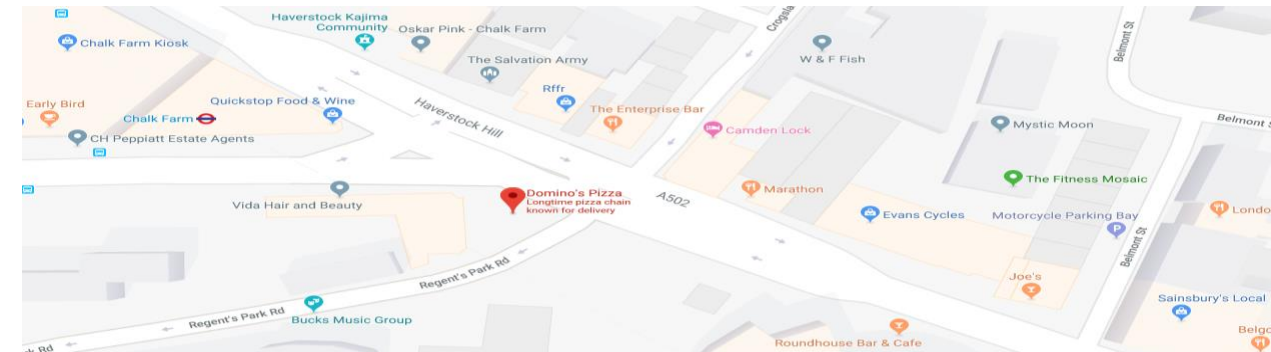 Haverstock Kajima
Community
Oskar Pink - Chalk Farm
Chalk Farm Kiosk
The Salvation Army
W & F Fish
Belmont St
Rffr
Early Bird
Quickstop Food & Wine
The Enterprise Bar
Chalk Farm
Haverstock Hill
Camden Lock
Mystic Moon
Belmont
CH Peppiatt Estate Agents
The Fitness Mosaic
Domino's Pizza
Longtime pizza chain
known for delivery
A502
Marathon
Vida Hair and Beauty
Evans Cycles
Motorcycle Parking Bay
P
Belmont St
Regent's Park Rd
Joe's
Sainsbury's Local
Regent's Park Rd
Bucks Music Group
Roundhouse Bar & Cafe
Rd